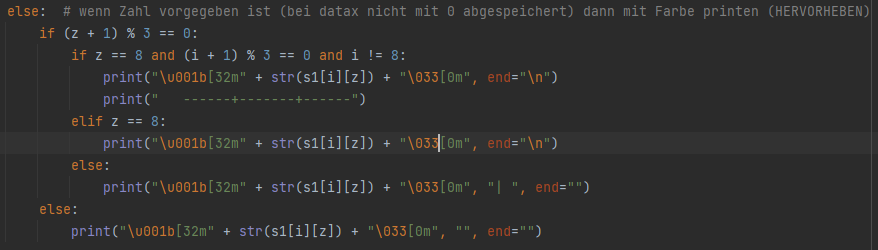 else:  # wenn Zahl vorgegeben ist (bei datax nicht mit 0 abgespeichert) dann mit Farbe printen (HERVORHEBEN)
    if (z + 1) % 3 == 0:
        if z == 8 and (i + 1) % 3 == 0 and i != 8:
            print("\u001b[32m" + str(s1[i][z]) + "\033[0m", end="\n")
            print("   ------+-------+------")
        elif z == 8:
            print("\u001b[32m" + str(s1[i][z]) + "\033[0m", end="\n")
        else:
            print("\u001b[32m" + str(s1[i][z]) + "\033[0m", "| ", end="")
    else:
        print("\u001b[32m" + str(s1[i][z]) + "\033[0m", "", end="")